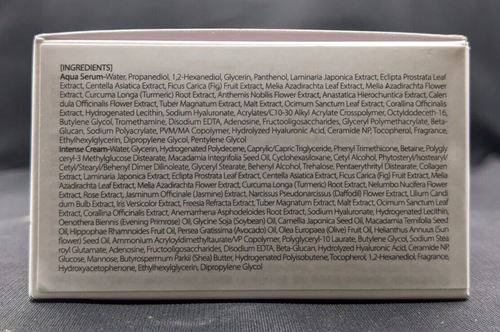 [INGREDIENTS]
Aqua Serum-Water, Propanediol, 1,2-Hexanediol, Glycerin, Panthenol, Laminaria Japonica Extract, Eclipta Prostrata Leaf
Extract, Centella Asiatica Extract, Ficus Carica (Fig) Fruit Extract, Melia Azadirachta Leaf Extract, Melia Azadirachta Flower
Extract, Curcuma Longa (Turmeric) Root Extract, Anthemis Nobilis Flower Extract, Anastatica Hierochuntica Extract, Calen
dula Officinalis Flower Extract, Tuber Magnatum Extract, Malt Extract, Ocimum Sanctum Leaf Extract, Corallina Officinalis
Extract, Hydrogenated Lecithin, Sodium Hyaluronate, Acrylates/C10-30 Alkyl Acrylate Crosspolymer, Octyldodeceth-16,
Butylene Glycol, Tromethamine, Disodium EDTA, Adenosine, Fructooligosaccharides, Glyceryl Polymethacrylate, Beta-
Glucan, Sodium Polyacrylate, PVM/MA Copolymer, Hydrolyzed Hyaluronic Acid, Ceramide NP, Tocopherol, Fragrance,
Ethylhexylglycerin, Dipropylene Glycol, Pentylene Glycol
Intense Cream-Water, Glycerin, Hydrogenated Polydecene, Caprylic/Capric Triglyceride, Phenyl Trimethicone, Betaine, Polygly
ceryl-3 Methylglucose Distearate, Macadamia Integrifolia Seed Oil, Cyclohexasiloxane, Cetyl Alcohol, Phytosteryl/Isostearyl/
Cetyl/Stearyl/Behenyl Dimer Dilinoleate, Glyceryl Stearate, Behenyl Alcohol, Trehalose, Pentaerythrityl Distearate, Collagen
Extract, Laminaria Japonica Extract, Eclipta Prostrata Leaf Extract, Centella Asiatica Extract, Ficus Carica (Fig) Fruit Extract, Melia
Azadirachta Leaf Extract, Melia Azadirachta Flower Extract, Curcuma Longa (Turmeric) Root Extract, Nelumbo Nucifera Flower
Extract, Rose Extract, Jasminum Officinale (Jasmine) Extract, Narcissus Pseudonarcissus (Daffodil) Flower Extract, Lilium Candi
dum Bulb Extract, Iris Versicolor Extract, Freesia Refracta Extract, Tuber Magnatum Extract, Malt Extract, Ocimum Sanctum Leaf
Extract, Corallina Officinalis Extract, Anemarrhena Asphodeloides Root Extract, Sodium Hyaluronate, Hydrogenated Lecithin,
Oenothera Biennis (Evening Primrose) Oil, Glycine Soja (Soybean) Oil, Camellia Japonica Seed Oil, Macadamia Ternifolia Seed
Oil, Hippophae Rhamnoides Fruit Oil, Persea Gratissima (Avocado) Oil, Olea Europaea (Olive) Fruit Oil, Helianthus Annuus (Sun
flower) Seed Oil, Ammonium Acryloyldimethyltaurate/VP Copolymer, Polyglyceryl-10 Laurate, Butylene Glycol, Sodium Stea
royl Glutamate, Adenosine, Fructooligosaccharides, Disodium EDTA, Beta-Glucan, Hydrolyzed Hyaluronic Acid, Ceramide NP,
Glucose, Mannose, Butyrospermum Parkii (Shea) Butter, Hydrogenated Polyisobutene, Tocopherol, 1,2-Hexanediol, Fragrance,
Hydroxyacetophenone, Ethylhexylglycerin, Dipropylene Glycol